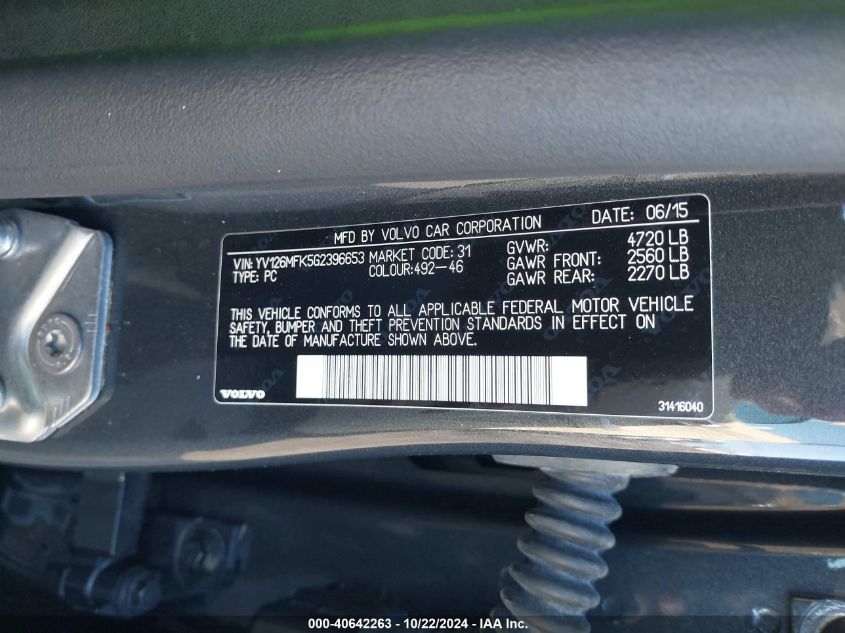 MFD BY VOLVO CAR CORPORATION DATE: 06/15
VIN: YV126MFK5G2396653 MARKET CODE: 31 GVWR: 4720 LB
TYPE: PC COLOUR:492-46 GAWR FRONT: 2560 LB
GAWR REAR: 2270 LB
THIS VEHICLE CONFORMS TO ALL APPLICABLE FEDERAL MOTOR VEHICLE
SAFETY, BUMPER AND THEFT PREVENTION STANDARDS IN EFFECT ON
THE DATE OF MANUFACTURE SHOWN ABOVE.
VOLVO
31416040
000-40642263 - 10/22/2024 - IAA Inc.